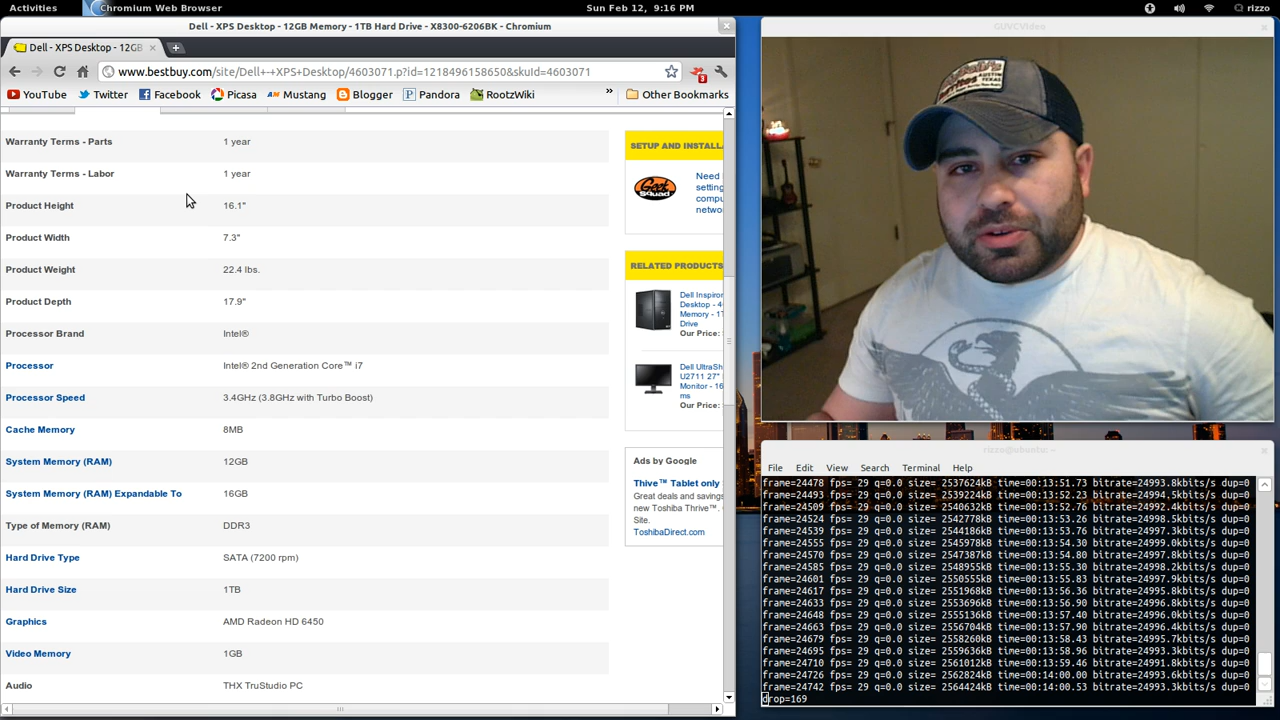 Activities Chromium Web Browser Sun Feb 12, 9:16 PM rizzo
Dell - XPS Desktop - 12GB Memory - 1TB Hard Drive - X8300-6206BK - Chromium
Dell - XPS Desktop - 12GB
www.bestbuy.com/site/Dell+-+XPS+Desktop/4603071.p?id=1218496158650&skuId=4603071
3
YouTube Twitter Facebook Picasa Mustang Blogger Pandora RootzWiki » Other Bookmarks
Warranty Terms - Parts 1 year
Warranty Terms - Labor 1 year
Product Height 16.1"
Product Width 7.3"
Product Weight 22.4 lbs.
Product Depth 17.9"
Processor Brand Intel®
Processor Intel® 2nd Generation Core™ i7
Processor Speed 3.4GHz (3.8GHz with Turbo Boost)
Cache Memory 8MB
System Memory (RAM) 12GB
System Memory (RAM) Expandable To 16GB
Type of Memory (RAM) DDR3
Hard Drive Type SATA (7200 rpm)
Hard Drive Size 1TB
Graphics AMD Radeon HD 6450
Video Memory 1GB
Audio THX TruStudio PC
SETUP AND INSTALLA
Geek Squad
Need
setting
compu
networ
RELATED PRODUCTS
Dell Inspiron
Desktop - 4
Memory - 1T
Drive
Our Price:
Dell UltraSh
U2711 27"
Monitor - 16
ms
Our Price:
Ads by Google
Thive™ Tablet only
Great deals and savings
new Toshiba Thrive™.
Site.
ToshibaDirect.com
GUVCVideo
AUSTIN
TEXAS
rizzo@ubuntu: ~
File Edit View Search Terminal Help
frame=24478 fps= 29 q=0.0 size= 2537624kB time=00:13:51.73 bitrate=24993.8kbits/s dup=0
frame=24493 fps= 29 q=0.0 size= 2539224kB time=00:13:52.23 bitrate=24994.5kbits/s dup=0
frame=24509 fps= 29 q=0.0 size= 2540632kB time=00:13:52.76 bitrate=24992.4kbits/s dup=0
frame=24524 fps= 29 q=0.0 size= 2542778kB time=00:13:53.26 bitrate=24998.5kbits/s dup=0
frame=24539 fps= 29 q=0.0 size= 2544186kB time=00:13:53.76 bitrate=24997.3kbits/s dup=0
frame=24555 fps= 29 q=0.0 size= 2545978kB time=00:13:54.30 bitrate=24999.0kbits/s dup=0
frame=24570 fps= 29 q=0.0 size= 2547387kB time=00:13:54.80 bitrate=24997.8kbits/s dup=0
frame=24585 fps= 29 q=0.0 size= 2548955kB time=00:13:55.30 bitrate=24998.2kbits/s dup=0
frame=24601 fps= 29 q=0.0 size= 2550555kB time=00:13:55.83 bitrate=24997.9kbits/s dup=0
frame=24617 fps= 29 q=0.0 size= 2551968kB time=00:13:56.36 bitrate=24995.8kbits/s dup=0
frame=24633 fps= 29 q=0.0 size= 2553696kB time=00:13:56.90 bitrate=24996.8kbits/s dup=0
frame=24648 fps= 29 q=0.0 size= 2555136kB time=00:13:57.40 bitrate=24996.0kbits/s dup=0
frame=24663 fps= 29 q=0.0 size= 2556704kB time=00:13:57.90 bitrate=24996.4kbits/s dup=0
frame=24679 fps= 29 q=0.0 size= 2558260kB time=00:13:58.43 bitrate=24995.7kbits/s dup=0
frame=24695 fps= 29 q=0.0 size= 2559636kB time=00:13:58.96 bitrate=24993.3kbits/s dup=0
frame=24710 fps= 29 q=0.0 size= 2561012kB time=00:13:59.46 bitrate=24991.8kbits/s dup=0
frame=24726 fps= 29 q=0.0 size= 2562824kB time=00:14:00.00 bitrate=24993.6kbits/s dup=0
frame=24742 fps= 29 q=0.0 size= 2564424kB time=00:14:00.53 bitrate=24993.3kbits/s dup=0
drop=169